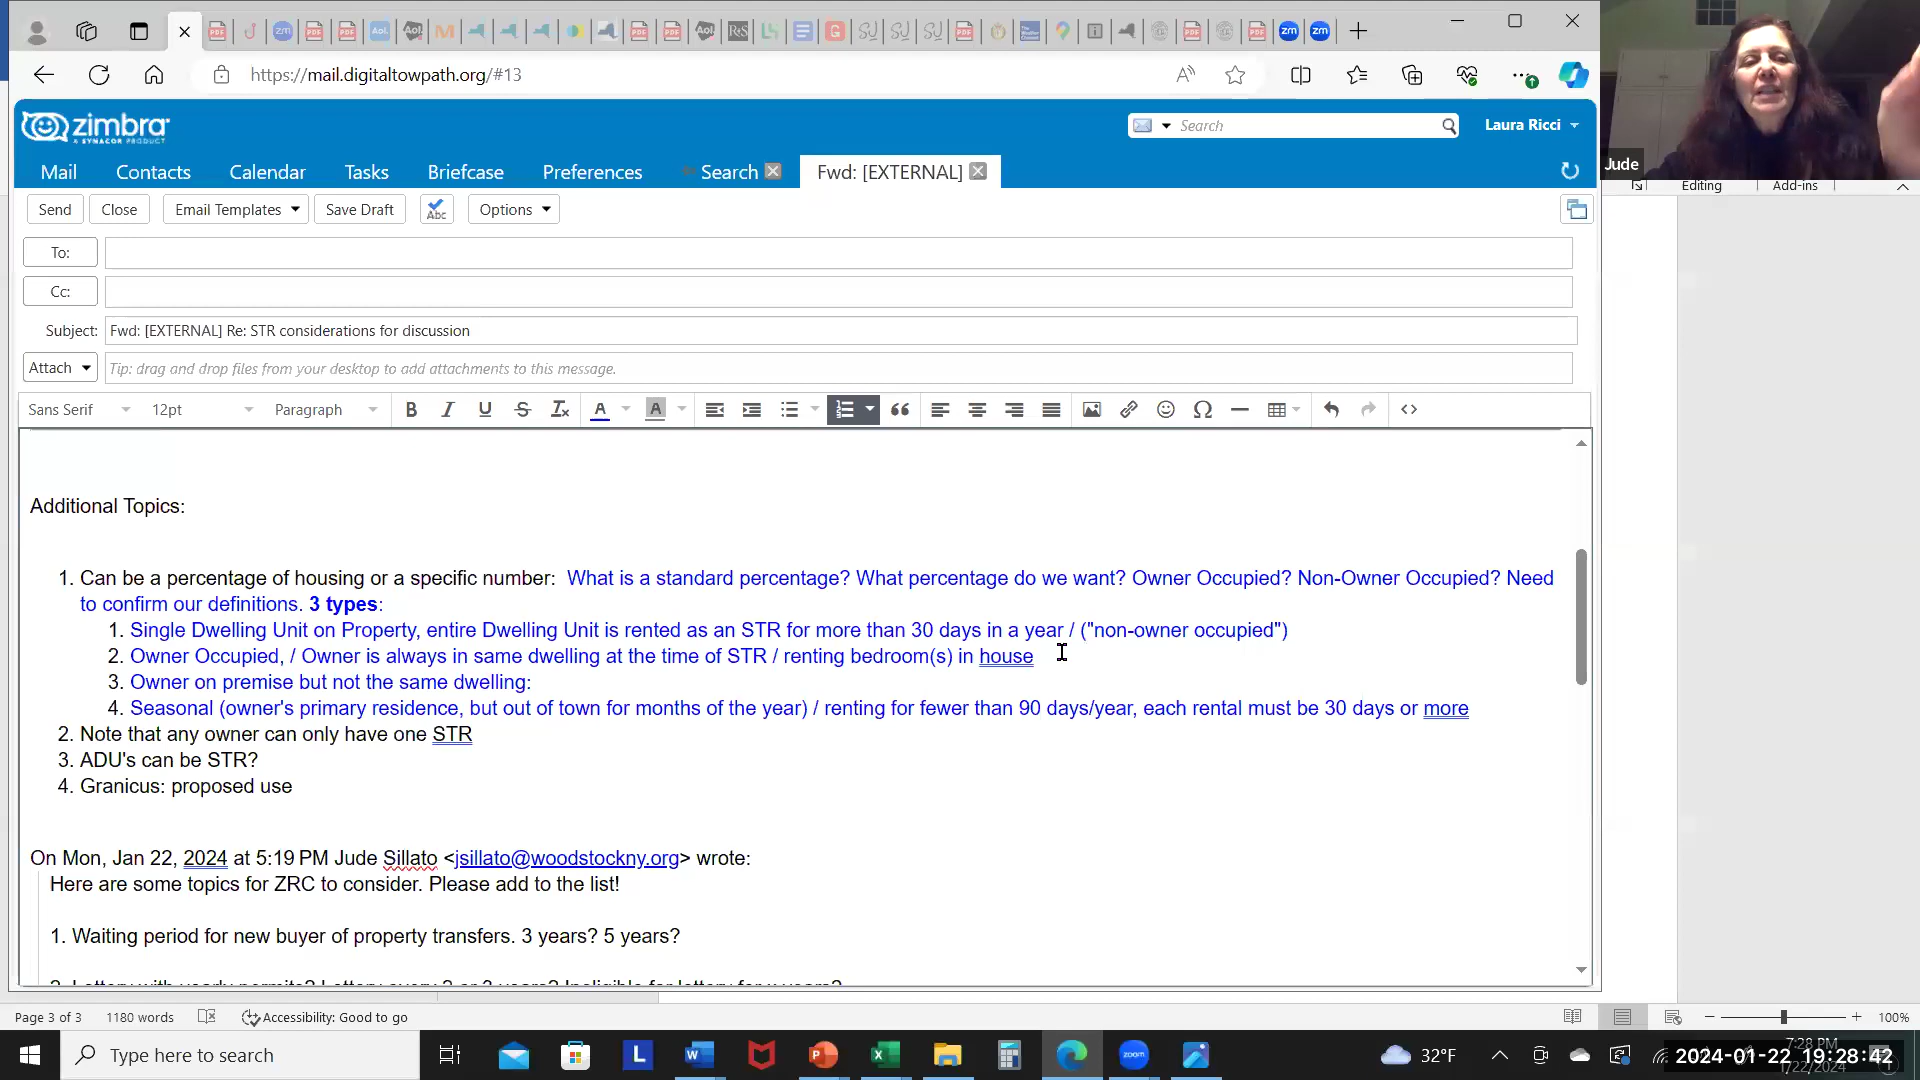 https://mail.digitaltowpath.org/#13
zimbra
A SYNACOR PRODUCT
Search
Laura Ricci
Jude
Mail Contacts Calendar Tasks Briefcase Preferences Search Fwd: [EXTERNAL]
Editing Add-ins
Send Close Email Templates Save Draft Abc Options
To:
Cc:
Subject: Fwd: [EXTERNAL] Re: STR considerations for discussion
Attach Tip: drag and drop files from your desktop to add attachments to this message.
Sans Serif 12pt Paragraph
Additional Topics:
1. Can be a percentage of housing or a specific number: What is a standard percentage? What percentage do we want? Owner Occupied? Non-Owner Occupied? Need
to confirm our definitions. 3 types:
1. Single Dwelling Unit on Property, entire Dwelling Unit is rented as an STR for more than 30 days in a year / ("non-owner occupied")
2. Owner Occupied, / Owner is always in same dwelling at the time of STR / renting bedroom(s) in house
3. Owner on premise but not the same dwelling:
4. Seasonal (owner's primary residence, but out of town for months of the year) / renting for fewer than 90 days/year, each rental must be 30 days or more
2. Note that any owner can only have one STR
3. ADU's can be STR?
4. Granicus: proposed use
On Mon, Jan 22, 2024 at 5:19 PM Jude Sillato <jsillato@woodstockny.org> wrote:
Here are some topics for ZRC to consider. Please add to the list!
1. Waiting period for new buyer of property transfers. 3 years? 5 years?
Page 3 of 3 1180 words Accessibility: Good to go 100%
Type here to search
32°F
7:28 PM
1/22/2024
2024-01-22 19:28:42